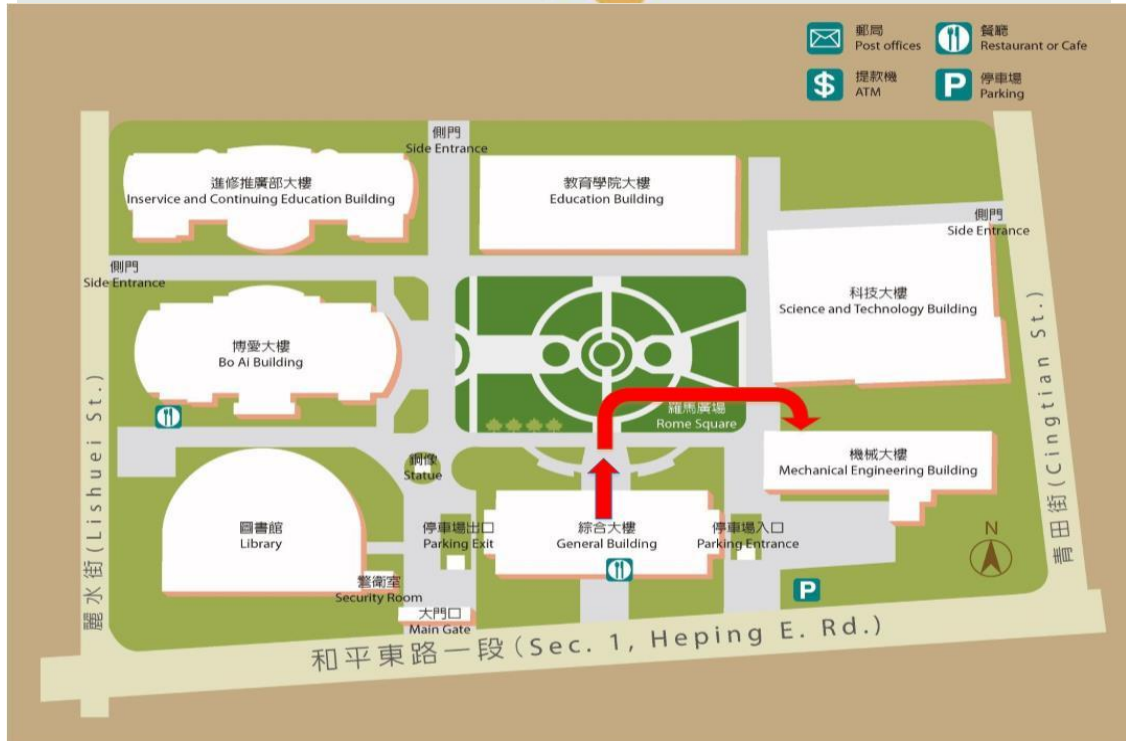 郵局
Post offices
餐廳
Restaurant or Cafe
$
提款機
ATM
P
停車場
Parking
側門
Side Entrance
進修推廣部大樓
Inservice and Continuing Education Building
教育學院大樓
Education Building
側門
Side Entrance
側門
Side Entrance
科技大樓
Science and Technology Building
博愛大樓
Bo Ai Building
羅馬廣場
Rome Square
機械大樓
Mechanical Engineering Building
銅像
Statue
圖書館
Library
停車場出口
Parking Exit
綜合大樓
General Building
停車場入口
Parking Entrance
N
警衛室
Security Room
P
大門口
Main Gate
麗水街(Lishuei St.)
青田街(Cingtian St.)
和平東路一段(Sec. 1, Heping E. Rd.)